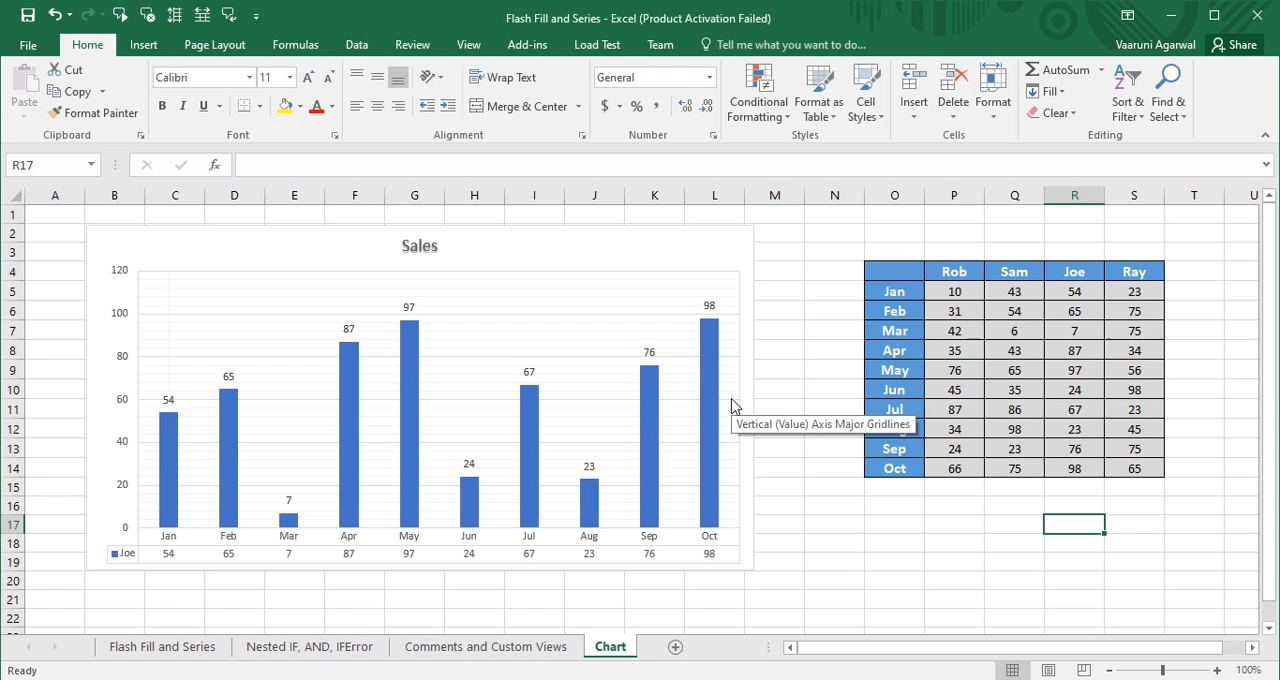 Flash Fill and Series - Excel (Product Activation Failed)
File Home Insert Page Layout Formulas Data Review View Add-ins Load Test Team Tell me what you want to do... Vaaruni Agarwal Share
Paste
Cut
Copy
Format Painter
Clipboard
Calibri 11
B I U A
Font
Wrap Text
Merge & Center
Alignment
General
$ % ,
Number
Conditional Formatting
Format as Table
Cell Styles
Styles
Insert Delete Format
Cells
AutoSum
Fill
Clear
Sort & Filter
Find & Select
Editing
R17 fx
A B C D E F G H I J K L M N O P Q R S T U
1
2
3
4
5
6
7
8
9
10
11
12
13
14
15
16
17
18
19
20
21
22
Sales
120
100
80
60
40
20
0
54 65 7 87 97 24 67 23 76 98
Jan Feb Mar Apr May Jun Jul Aug Sep Oct
Joe 54 65 7 87 97 24 67 23 76 98
Vertical (Value) Axis Major Gridlines
Rob Sam Joe Ray
Jan 10 43 54 23
Feb 31 54 65 75
Mar 42 6 7 75
Apr 35 43 87 34
May 76 65 97 56
Jun 45 35 24 98
Jul 87 86 67 23
34 98 23 45
Sep 24 23 76 75
Oct 66 75 98 65
Flash Fill and Series Nested IF, AND, IFError Comments and Custom Views Chart
Ready 100%